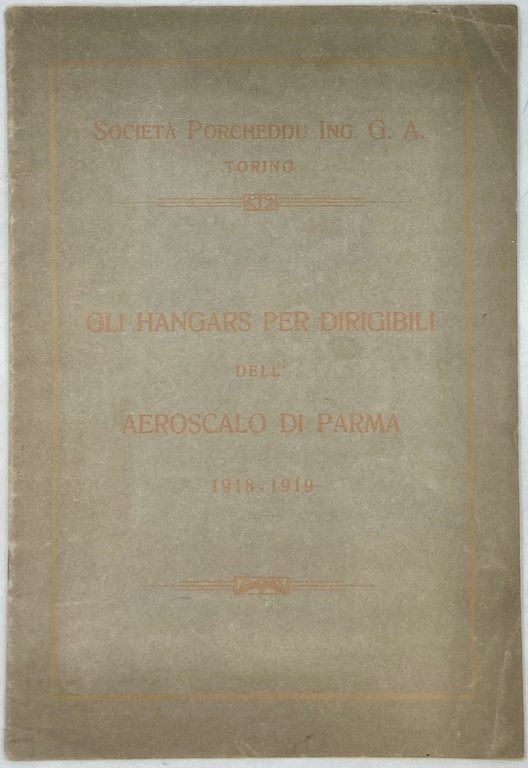 SOCIETÀ PORCHEDDU ING. G. A.
TORINO
GLI HANGARS PER DIRIGIBILI
DELL'
AEROSCALO DI PARMA
1918-1919